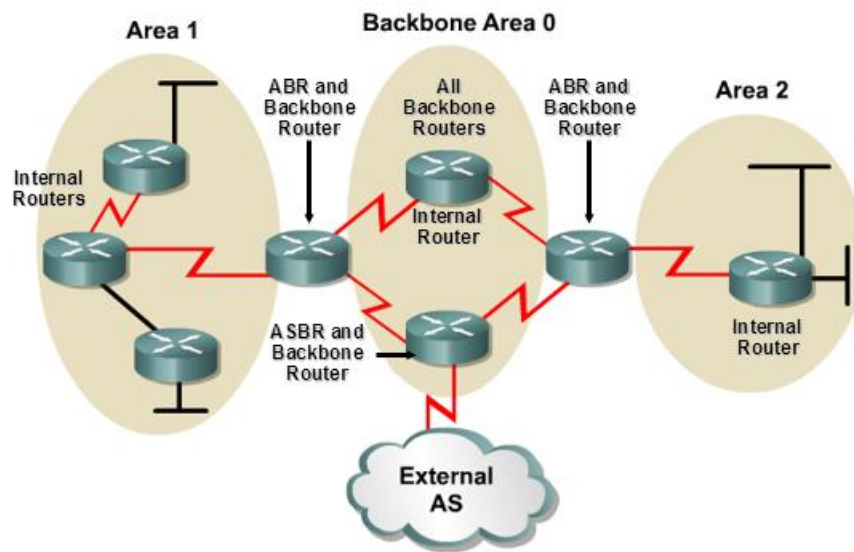 Area 1
Backbone Area 0
ABR and
Backbone
Router
All
Backbone
Routers
ABR and
Backbone
Router
Area 2
Internal
Routers
Internal
Router
ASBR and
Backbone
Router
Internal
Router
External
AS